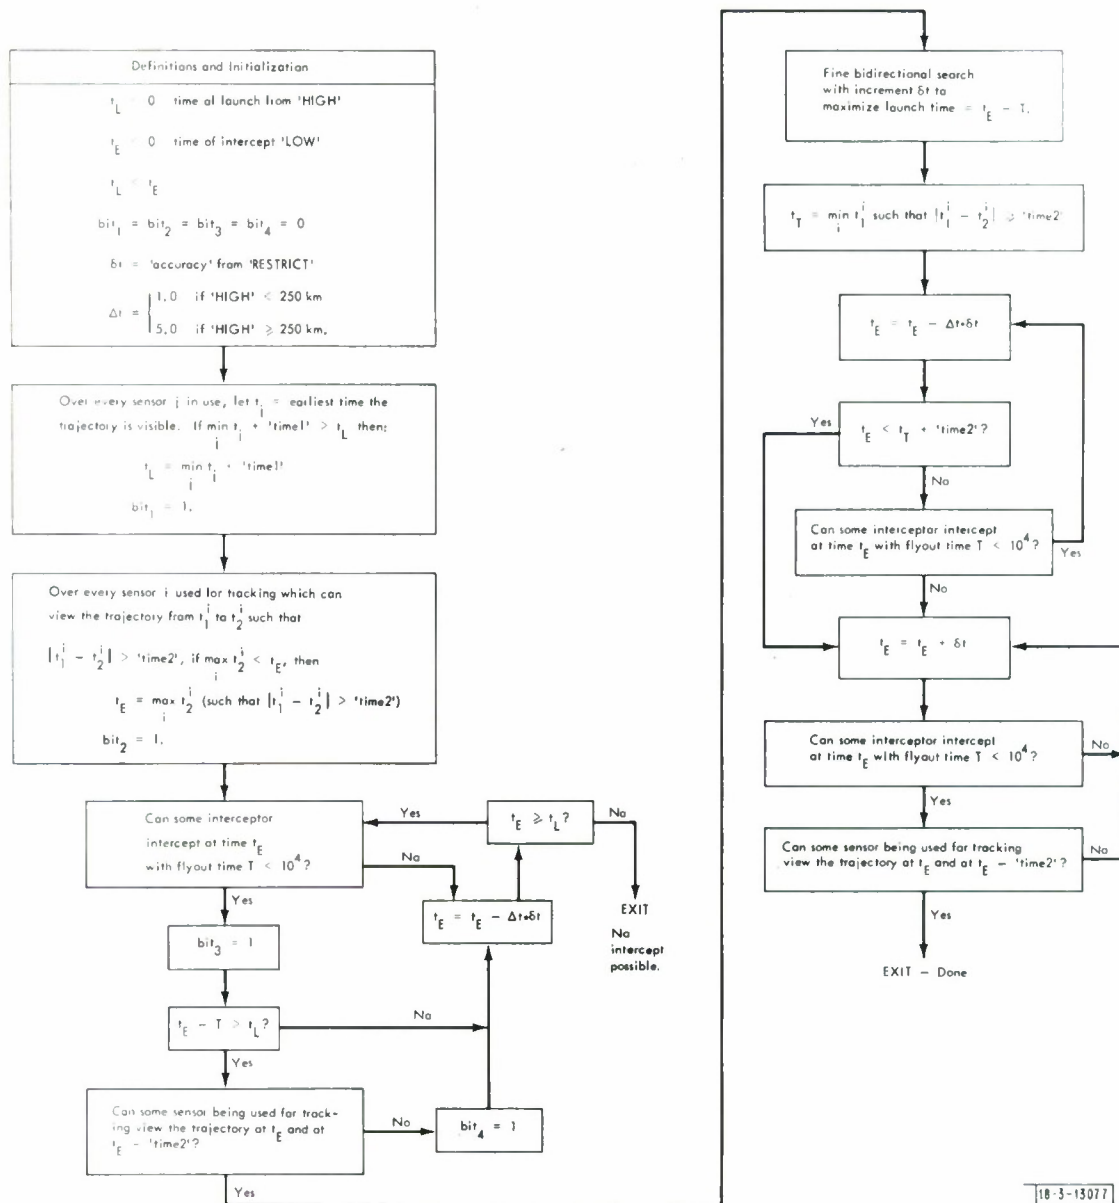 Definitions and Initialization
t_L = 0 time at launch from 'HIGH'
t_E = 0 time of intercept 'LOW'
t_L t_E
bit_1 = bit_2 = bit_3 = bit_4 = 0
δt = 'accuracy' from 'RESTRICT'
Δt = { 1.0 if 'HIGH' < 250 km
5.0 if 'HIGH' ⩾ 250 km.
Over every sensor j in use, let t_j = earliest time the
trajectory is visible. If min_j t_j + 'time1' > t_L then:
t_L = min_j t_j + 'time1'
bit_1 = 1.
Over every sensor i used for tracking which can
view the trajectory from t_1^i to t_2^i such that
|t_1^i - t_2^i| > 'time2', if max_i t_2^i < t_E, then
t_E = max_i t_2^i (such that |t_1^i - t_2^i| > 'time2')
bit_2 = 1.
Can some interceptor
intercept at time t_E
with flyout time T < 10^4?
Yes
t_E ⩾ t_L?
No
No
t_E = t_E - Δt•δt
EXIT
No
intercept
possible.
Yes
bit_3 = 1
t_E - T > t_L?
No
Yes
Can some sensor being used for track-
ing view the trajectory at t_E and at
t_E - 'time2'?
No
bit_4 = 1
Yes
Fine bidirectional search
with increment δt to
maximize launch time = t_E - T.
t_T = min_i t_1^i such that |t_1^i - t_2^i| ⩾ 'time2'
t_E = t_E - Δt•δt
Yes
t_E < t_T + 'time2'?
No
Can some interceptor intercept
at time t_E with flyout time T < 10^4?
Yes
No
t_E = t_E + δt
Can some interceptor intercept
at time t_E with flyout time T < 10^4?
No
Yes
Can some sensor being used for tracking
view the trajectory at t_E and at t_E - 'time2'?
No
Yes
EXIT - Done
18-3-13077